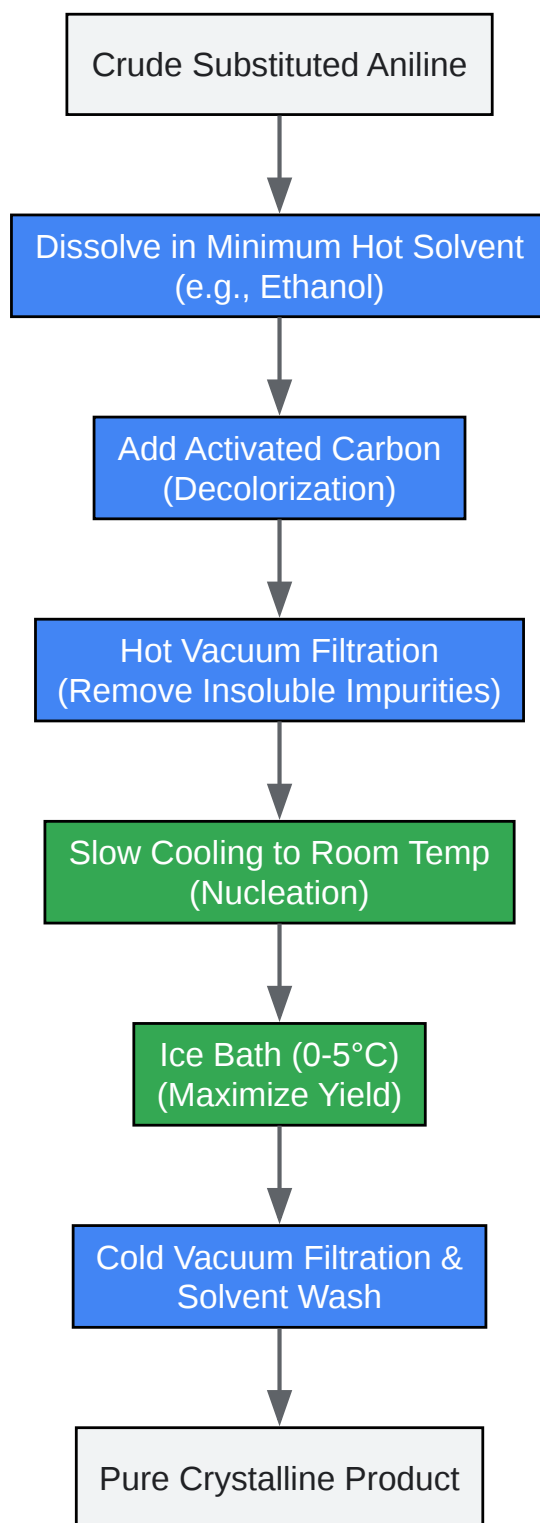 Crude Substituted Aniline
Dissolve in Minimum Hot Solvent
(e.g., Ethanol)
Add Activated Carbon
(Decolorization)
Hot Vacuum Filtration
(Remove Insoluble Impurities)
Slow Cooling to Room Temp
(Nucleation)
Ice Bath (0-5°C)
(Maximize Yield)
Cold Vacuum Filtration &
Solvent Wash
Pure Crystalline Product